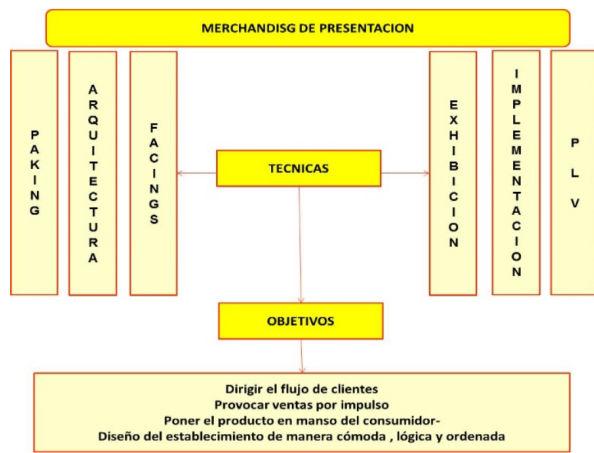 MERCHANDISG DE PRESENTACION
PAKING
ARQUITECTURA
FACINGS
TECNICAS
EXHIBICION
IMPLEMENTACION
PLV
OBJETIVOS
Dirigir el flujo de clientes
Provocar ventas por impulso
Poner el producto en manso del consumidor-
Diseño del establecimiento de manera cómoda , lógica y ordenada